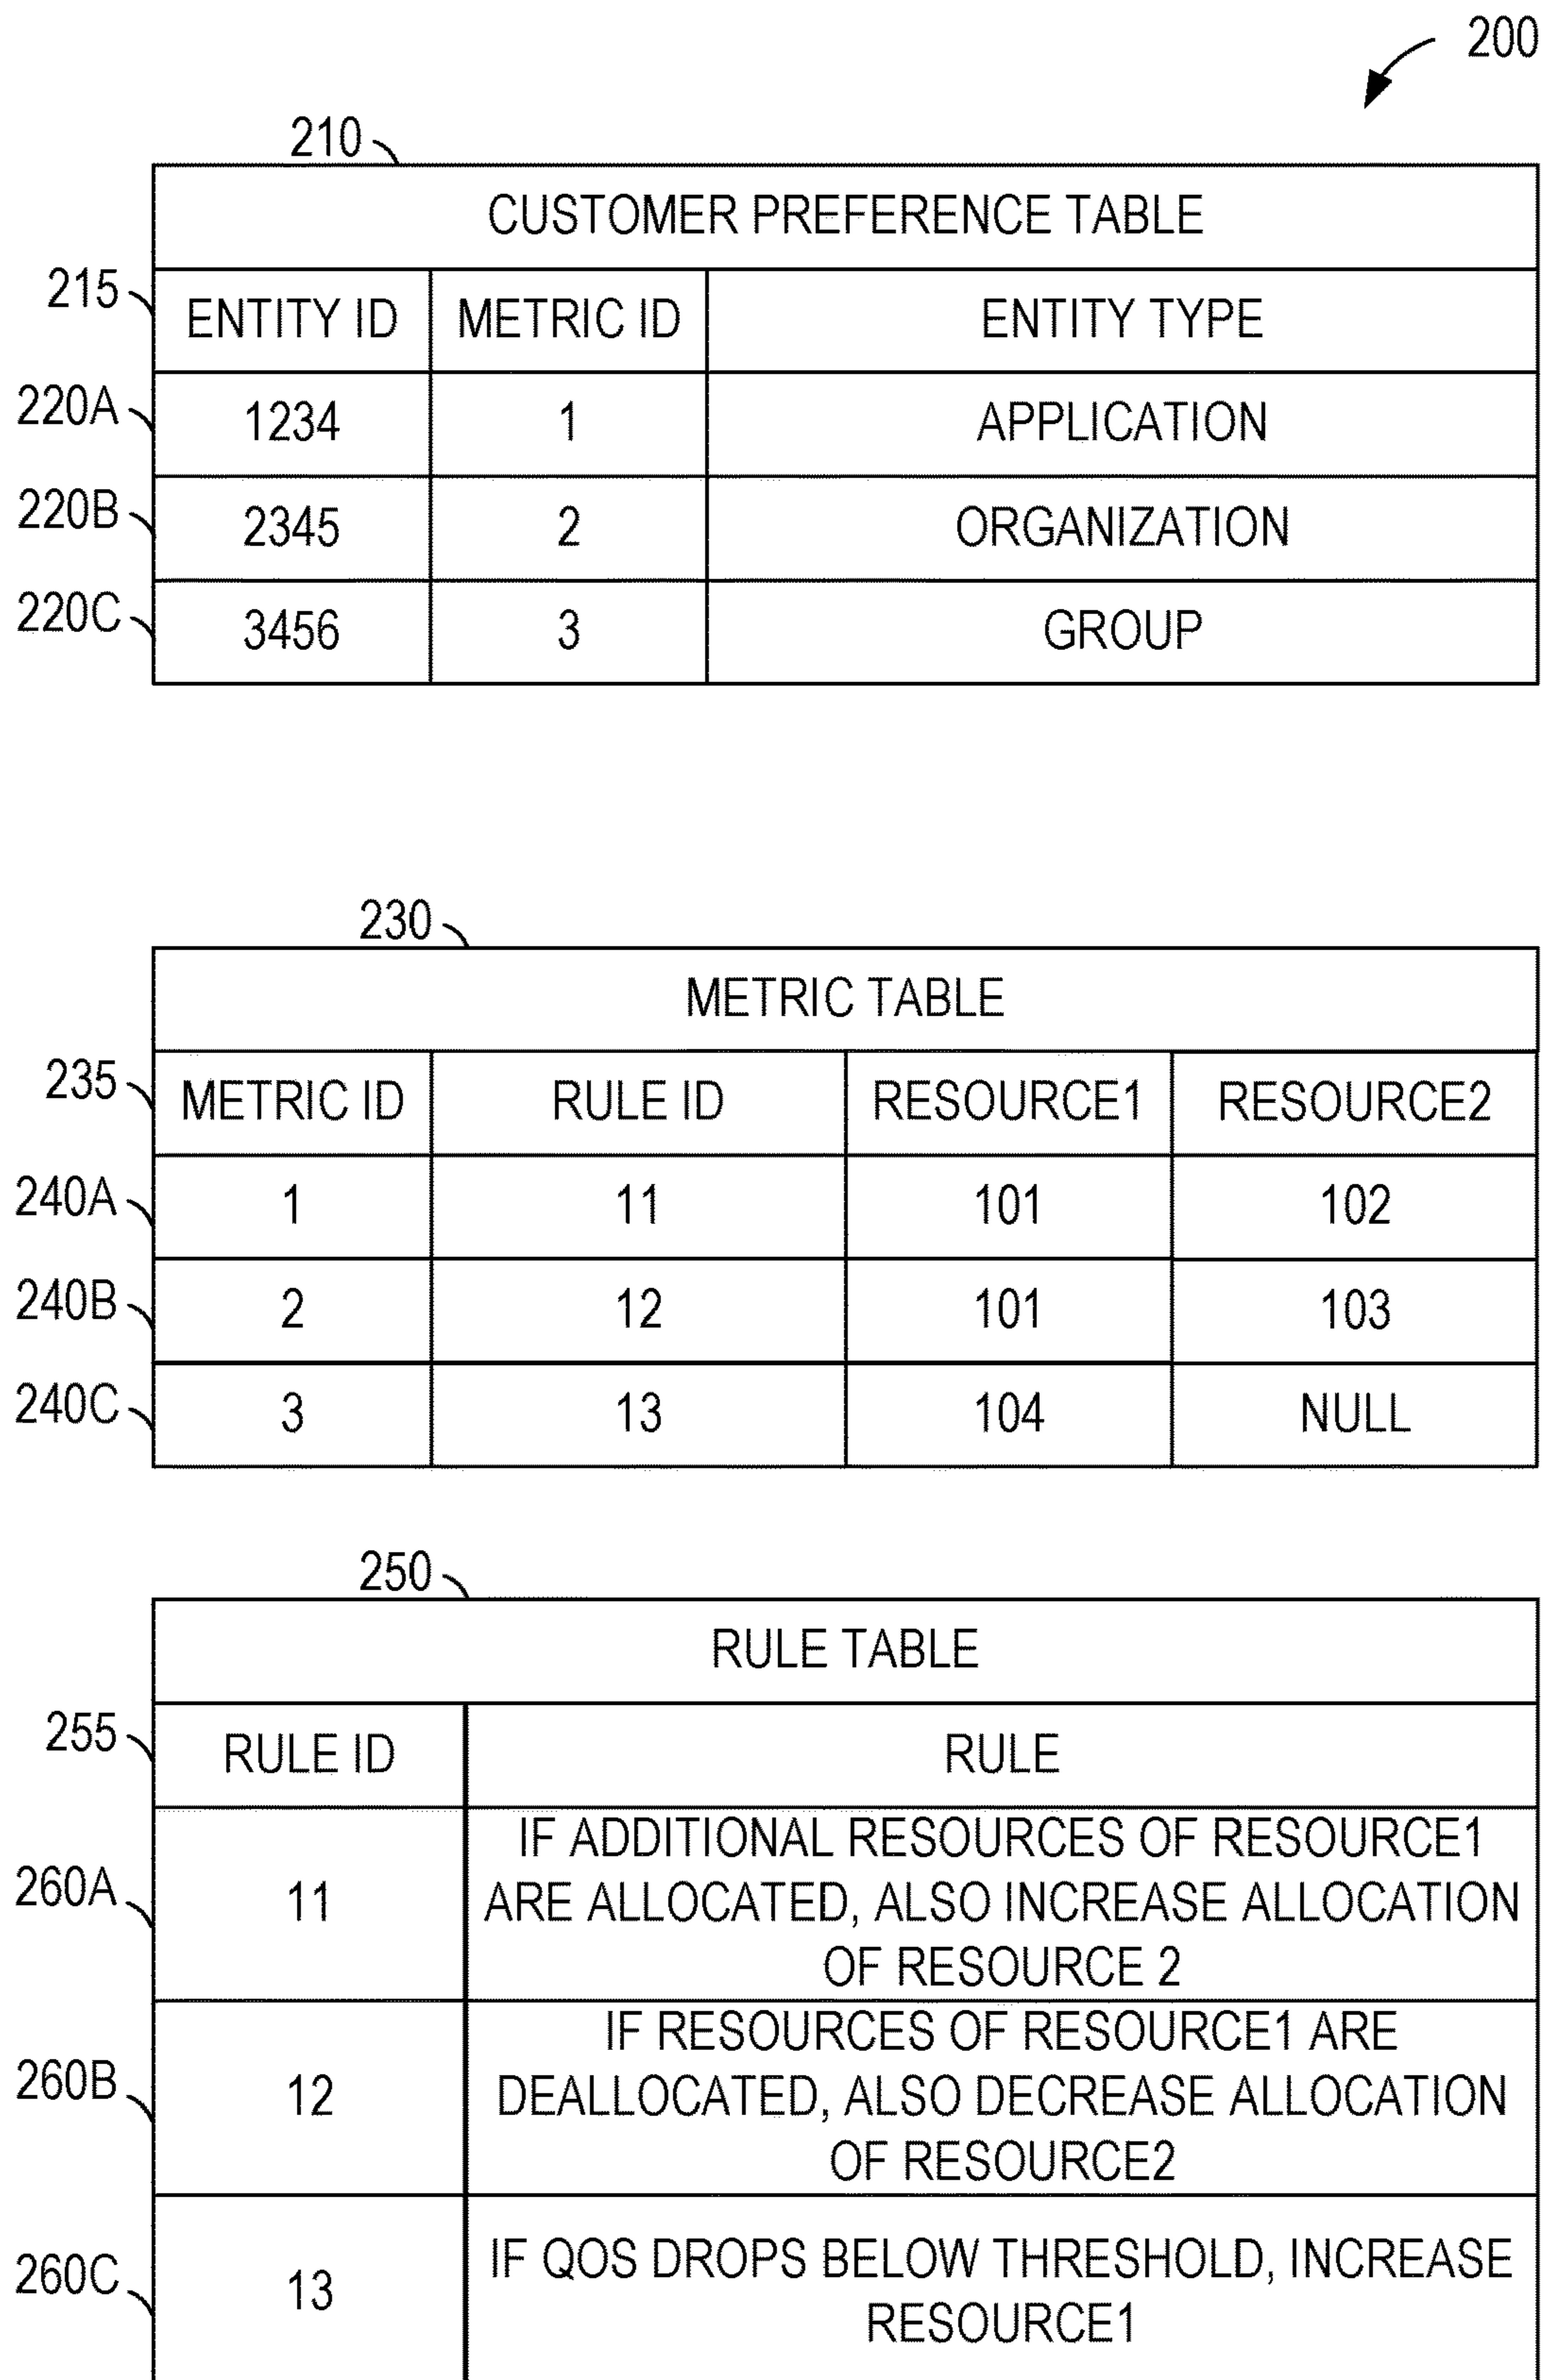 200
210
CUSTOMER PREFERENCE TABLE
215
ENTITY ID METRIC ID ENTITY TYPE
220A
1234 1 APPLICATION
220B
2345 2 ORGANIZATION
220C
3456 3 GROUP
230
METRIC TABLE
235
METRIC ID RULE ID RESOURCE1 RESOURCE2
240A
1 11 101 102
240B
2 12 101 103
240C
3 13 104 NULL
250
RULE TABLE
255
RULE ID RULE
260A
11
IF ADDITIONAL RESOURCES OF RESOURCE1
ARE ALLOCATED, ALSO INCREASE ALLOCATION
OF RESOURCE 2
260B
12
IF RESOURCES OF RESOURCE1 ARE
DEALLOCATED, ALSO DECREASE ALLOCATION
OF RESOURCE2
260C
13
IF QOS DROPS BELOW THRESHOLD, INCREASE
RESOURCE1